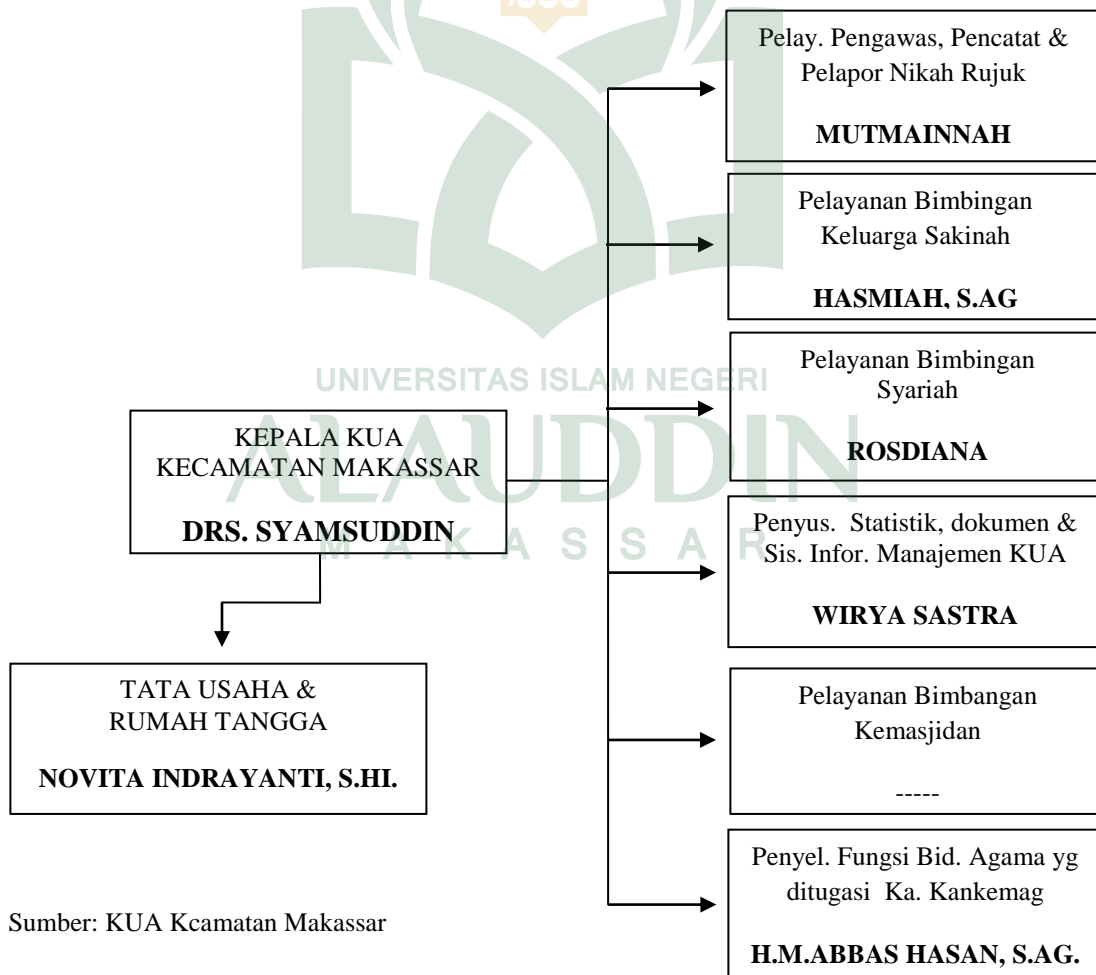 Pelay. Pengawas, Pencatat &
Pelapor Nikah Rujuk
MUTMAINNAH
Pelayanan Bimbingan
Keluarga Sakinah
HASMIAH, S.AG
UNIVERSITAS ISLAM NEGERI
ALAUDDIN
MAKASSAR
Pelayanan Bimbingan
Syariah
ROSDIANA
KEPALA KUA
KECAMATAN MAKASSAR
DRS. SYAMSUDDIN
Penyus. Statistik, dokumen &
Sis. Infor. Manajemen KUA
WIRYA SASTRA
TATA USAHA &
RUMAH TANGGA
NOVITA INDRAYANTI, S.HI.
Pelayanan Bimbangan
Kemasjidan
-----
Penyel. Fungsi Bid. Agama yg
ditugasi Ka. Kankemag
H.M.ABBAS HASAN, S.AG.
Sumber: KUA Kcamatan Makassar